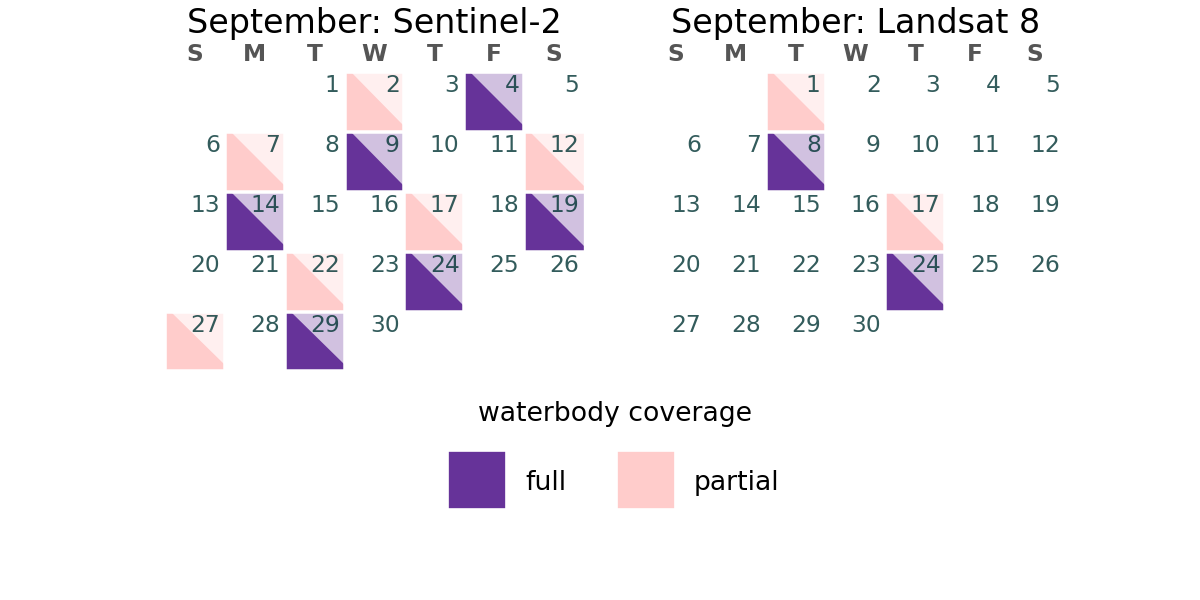 September: Sentinel-2
S M T W T F S
1 2 3 4 5
6 7 8 9 10 11 12
13 14 15 16 17 18 19
20 21 22 23 24 25 26
27 28 29 30
September: Landsat 8
S M T W T F S
1 2 3 4 5
6 7 8 9 10 11 12
13 14 15 16 17 18 19
20 21 22 23 24 25 26
27 28 29 30
waterbody coverage
full partial